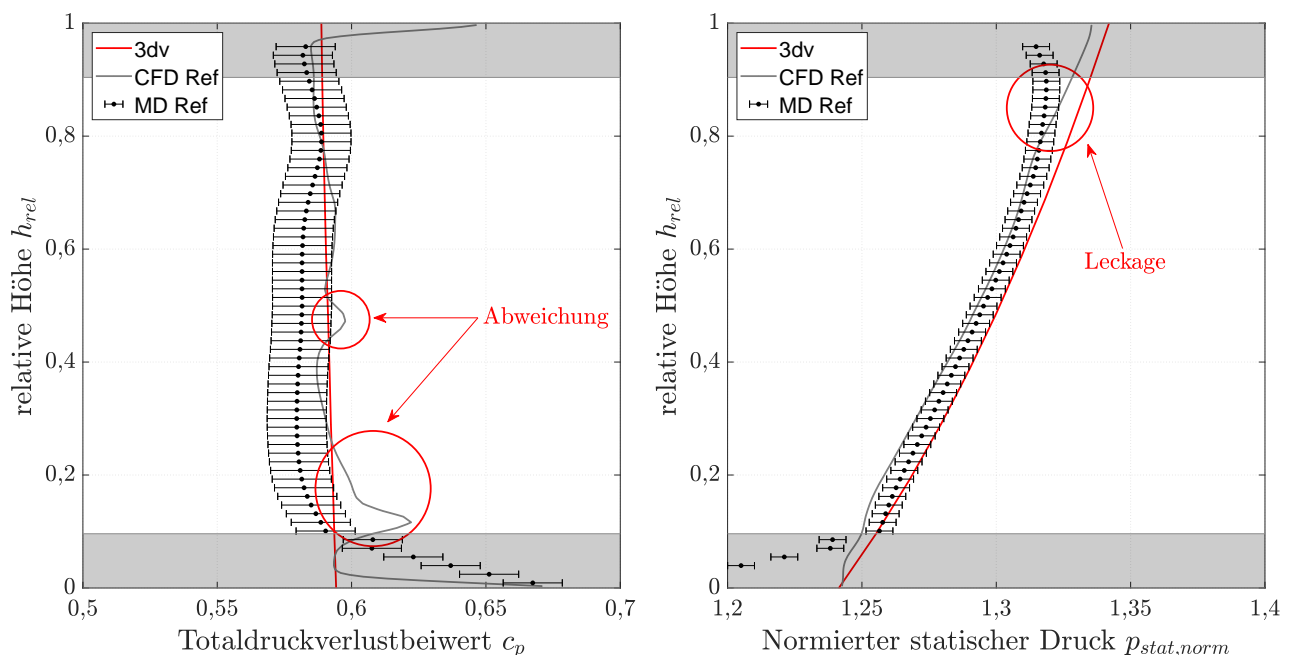 3dv
CFD Ref
MD Ref
Abweichung
1
0,8
0,6
0,4
0,2
0
0,5
0,55
0,6
0,65
0,7
relative Höhe h_rel
Totaldruckverlustbeiwert c_p
3dv
CFD Ref
MD Ref
Leckage
1
0,8
0,6
0,4
0,2
0
1,2
1,25
1,3
1,35
1,4
relative Höhe h_rel
Normierter statischer Druck p_stat,norm